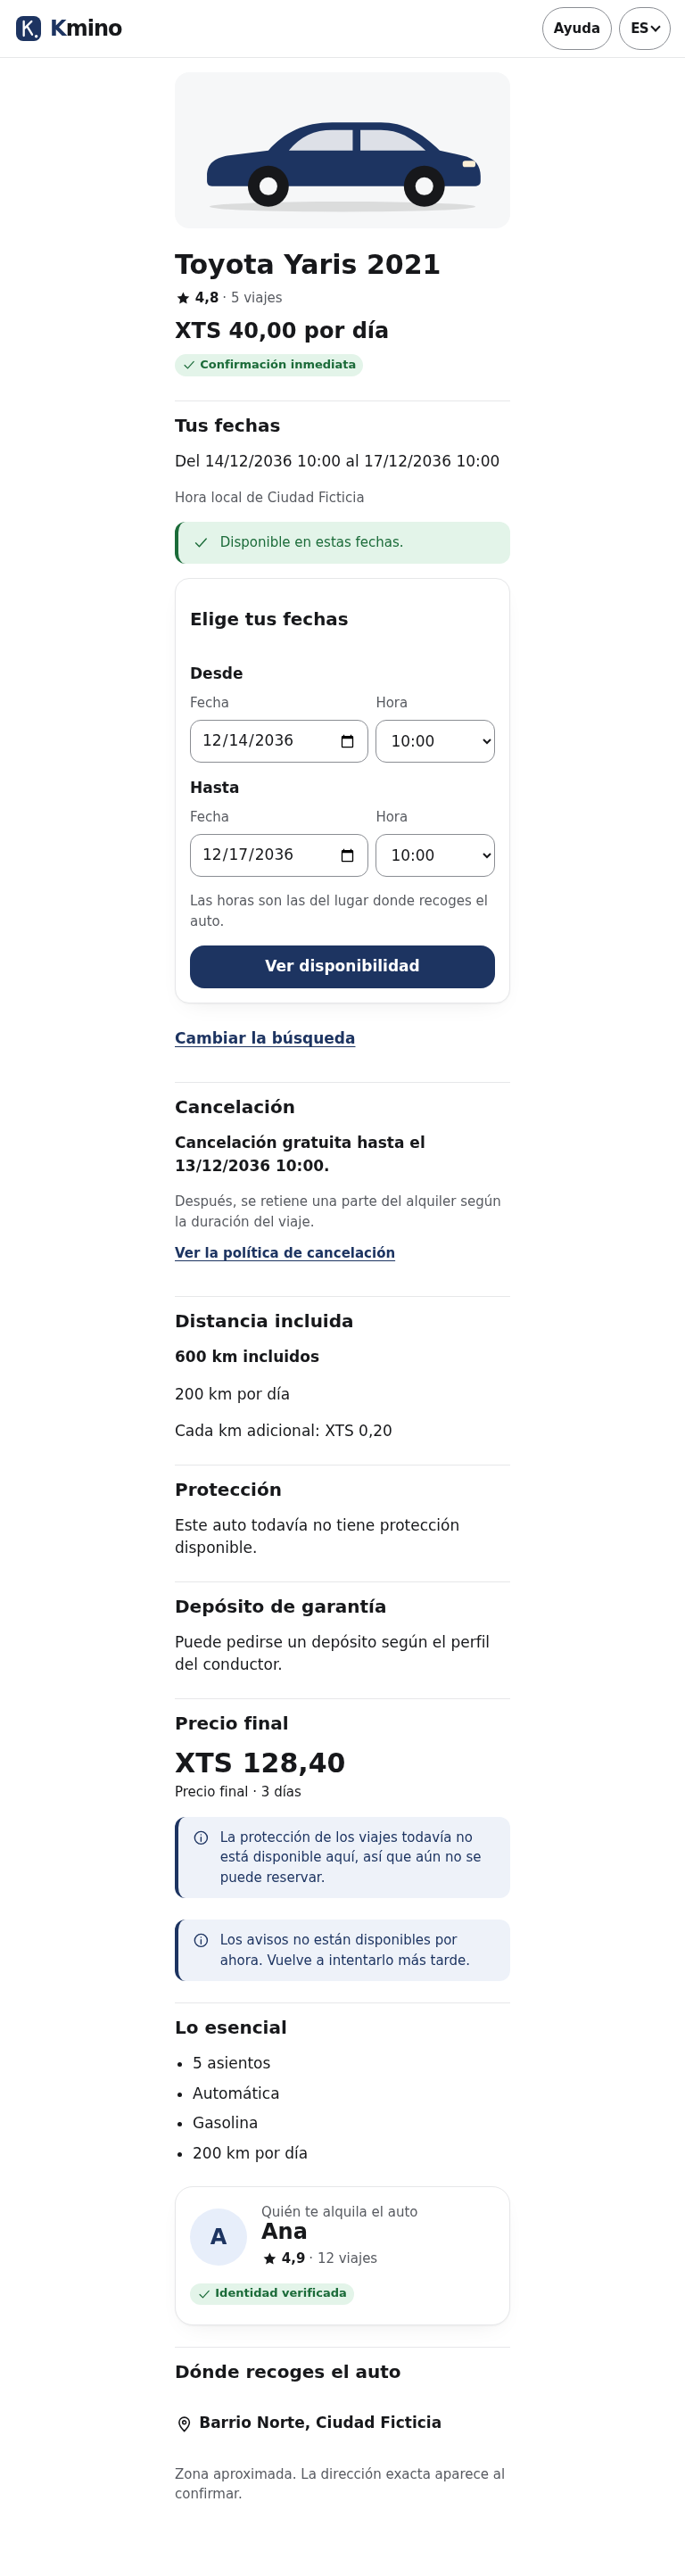 Kmino
Ayuda
ES
Toyota Yaris 2021
4,8 · 5 viajes
XTS 40,00 por día
Confirmación inmediata
Tus fechas
Del 14/12/2036 10:00 al 17/12/2036 10:00
Hora local de Ciudad Ficticia
Disponible en estas fechas.
Elige tus fechas
Desde
Fecha Hora
12/14/2036 10:00
Hasta
Fecha Hora
12/17/2036 10:00
Las horas son las del lugar donde recoges el
auto.
Ver disponibilidad
Cambiar la búsqueda
Cancelación
Cancelación gratuita hasta el
13/12/2036 10:00.
Después, se retiene una parte del alquiler según
la duración del viaje.
Ver la política de cancelación
Distancia incluida
600 km incluidos
200 km por día
Cada km adicional: XTS 0,20
Protección
Este auto todavía no tiene protección
disponible.
Depósito de garantía
Puede pedirse un depósito según el perfil
del conductor.
Precio final
XTS 128,40
Precio final · 3 días
La protección de los viajes todavía no
está disponible aquí, así que aún no se
puede reservar.
Los avisos no están disponibles por
ahora. Vuelve a intentarlo más tarde.
Lo esencial
• 5 asientos
• Automática
• Gasolina
• 200 km por día
A
Quién te alquila el auto
Ana
4,9 · 12 viajes
Identidad verificada
Dónde recoges el auto
Barrio Norte, Ciudad Ficticia
Zona aproximada. La dirección exacta aparece al
confirmar.